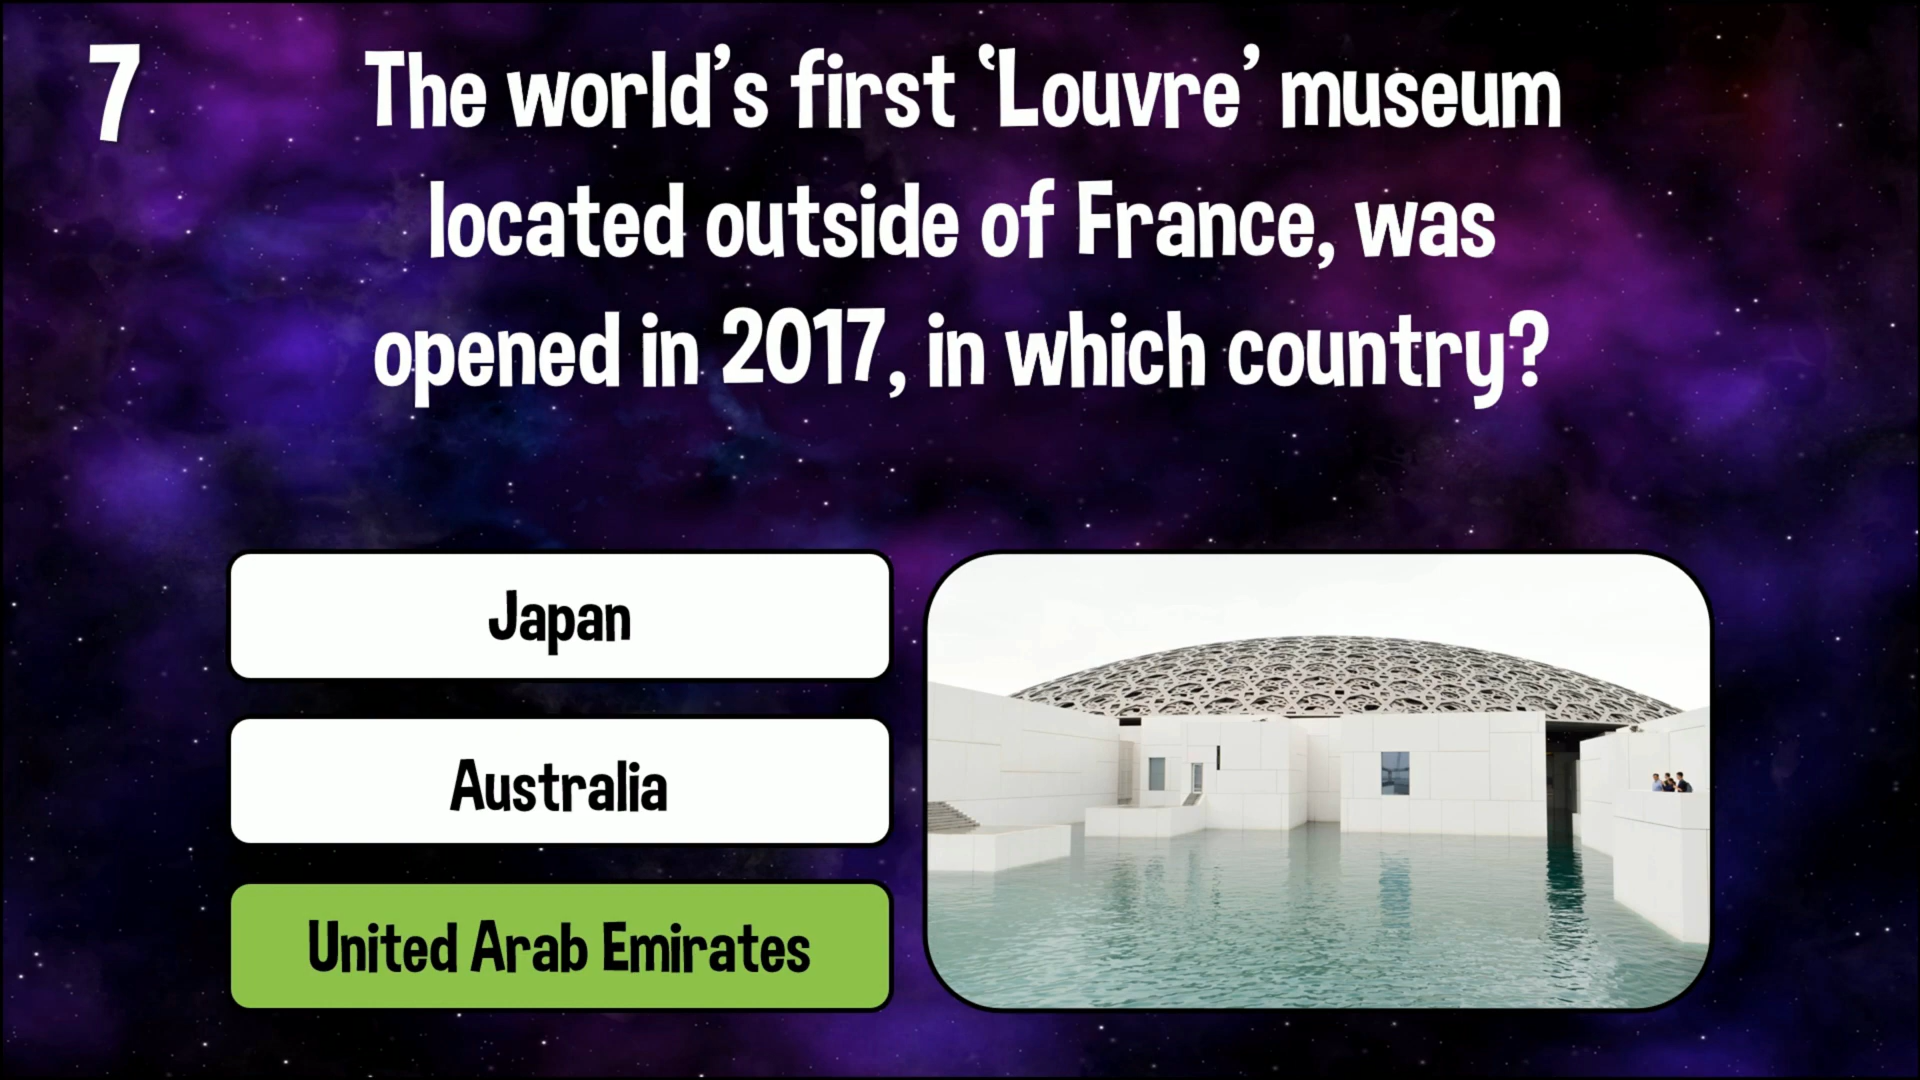 7
The world’s first ‘Louvre’ museum
located outside of France, was
opened in 2017, in which country?
Japan
Australia
United Arab Emirates